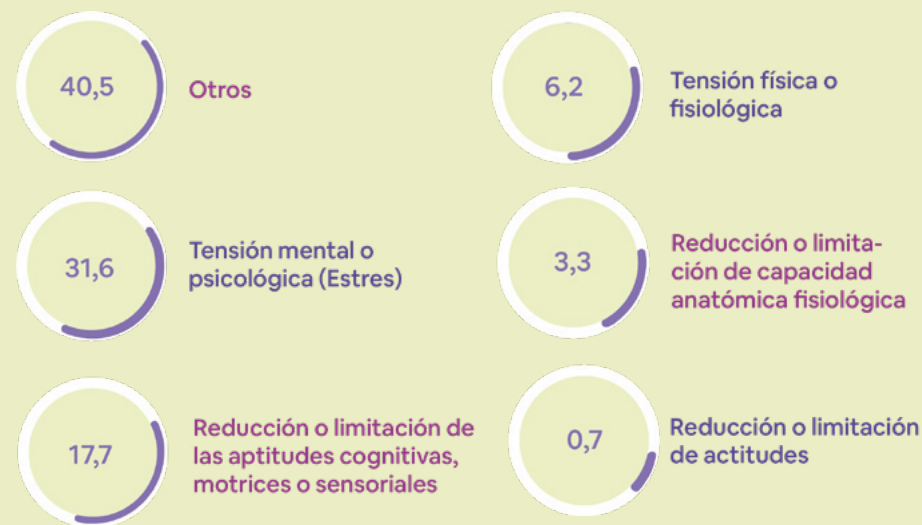 40,5
Otros
31,6
Tensión mental o
psicológica (Estres)
17,7
Reducción o limitación de
las aptitudes cognitivas,
motrices o sensoriales
6,2
Tensión física o
fisiológica
3,3
Reducción o limita-
ción de capacidad
anatómica fisiológica
0,7
Reducción o limitación
de actitudes